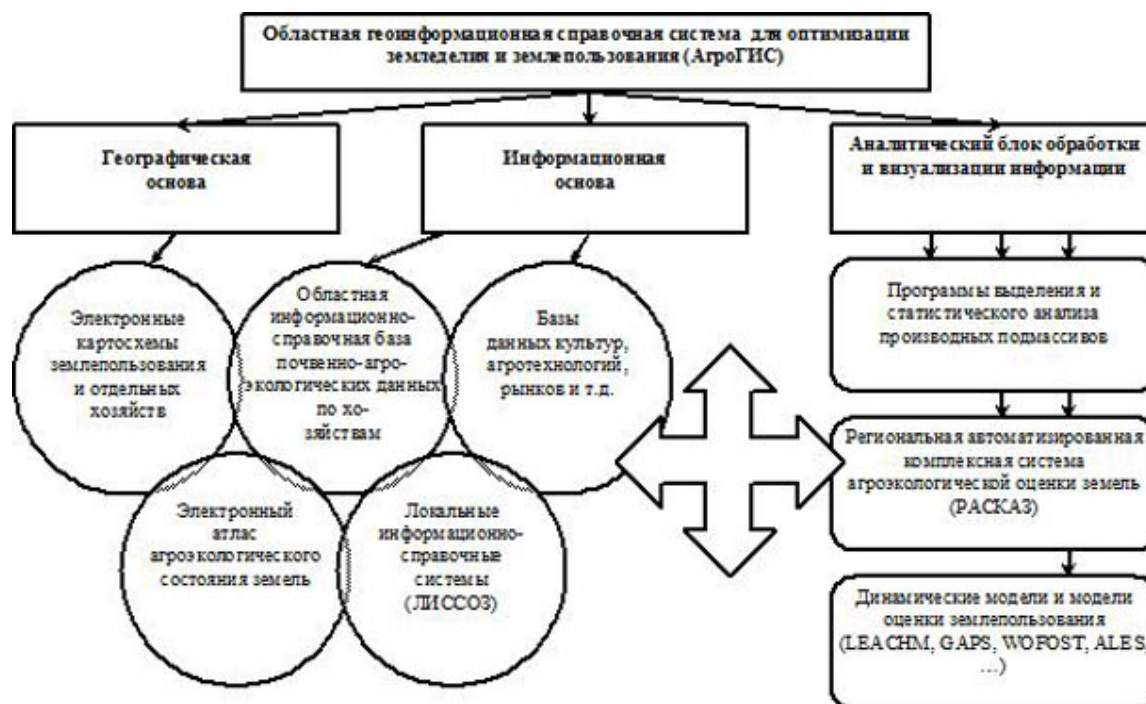 Областная геоинформационная справочная система для оптимизации
земледелия и землепользования (АгроГИС)
Географическая
основа
Информационная
основа
Аналитический блок обработки
и визуализации информации
Электронные
картосхемы
землепользования
и отдельных
хозяйств
Областная
информационно-
справочная база
почвенно-агро-
экологических данных
по хо-
зяйствам
Базы
данных культур,
агротехнологий,
рынков и т.д.
Электронный
атлас
агроэкологического
состояния земель
Локальные
информационно-
справочные
системы
(ЛИССОЗ)
Программы выделения и
статистического анализа
производных подмассивов
Региональная автоматизированная
комплексная система
агроэкологической оценки земель
(РАСКАЗ)
Динамические модели и модели
оценки землепользования
(LEACHM, GAPS, WOFOST, ALES,
…)